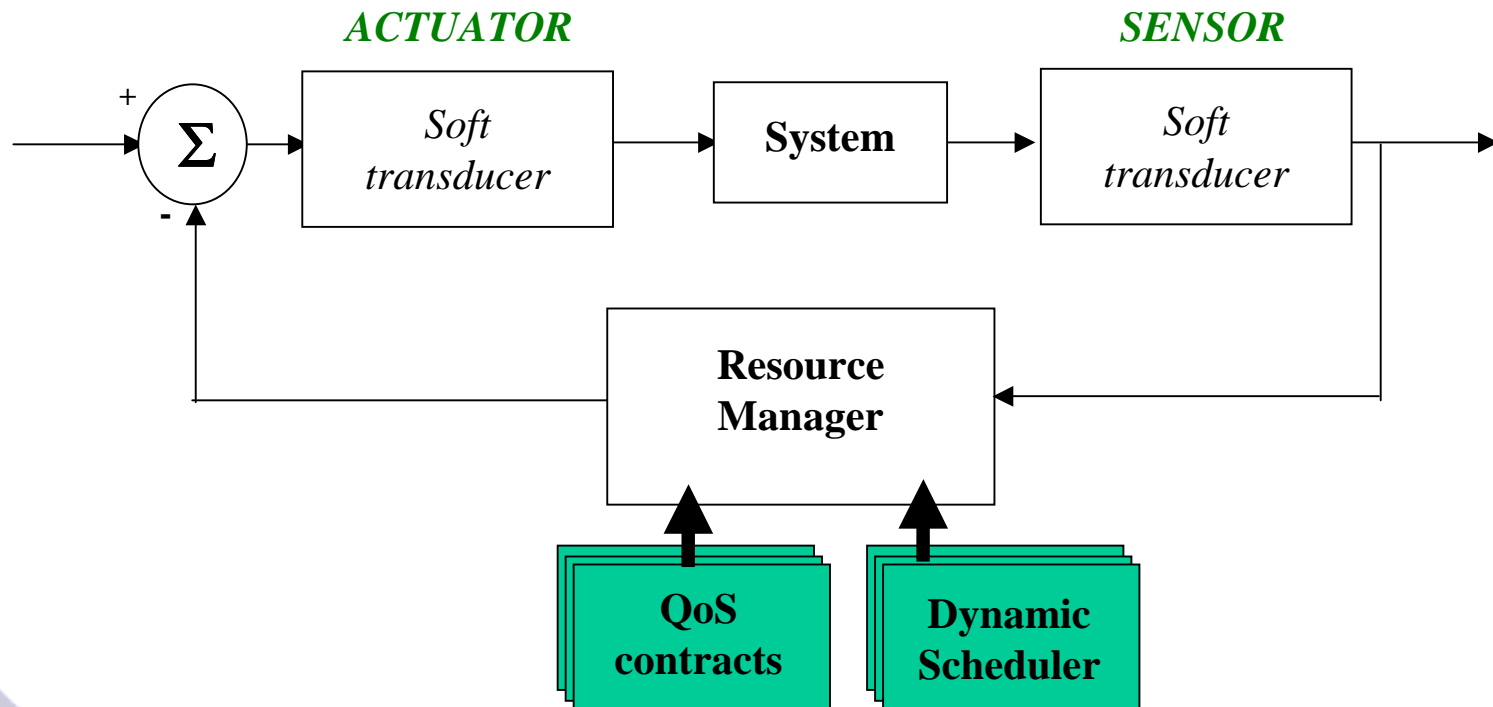 ACTUATOR
SENSOR
+
Σ
Soft
transducer
System
Soft
transducer
-
Resource
Manager
QoS
contracts
Dynamic
Scheduler